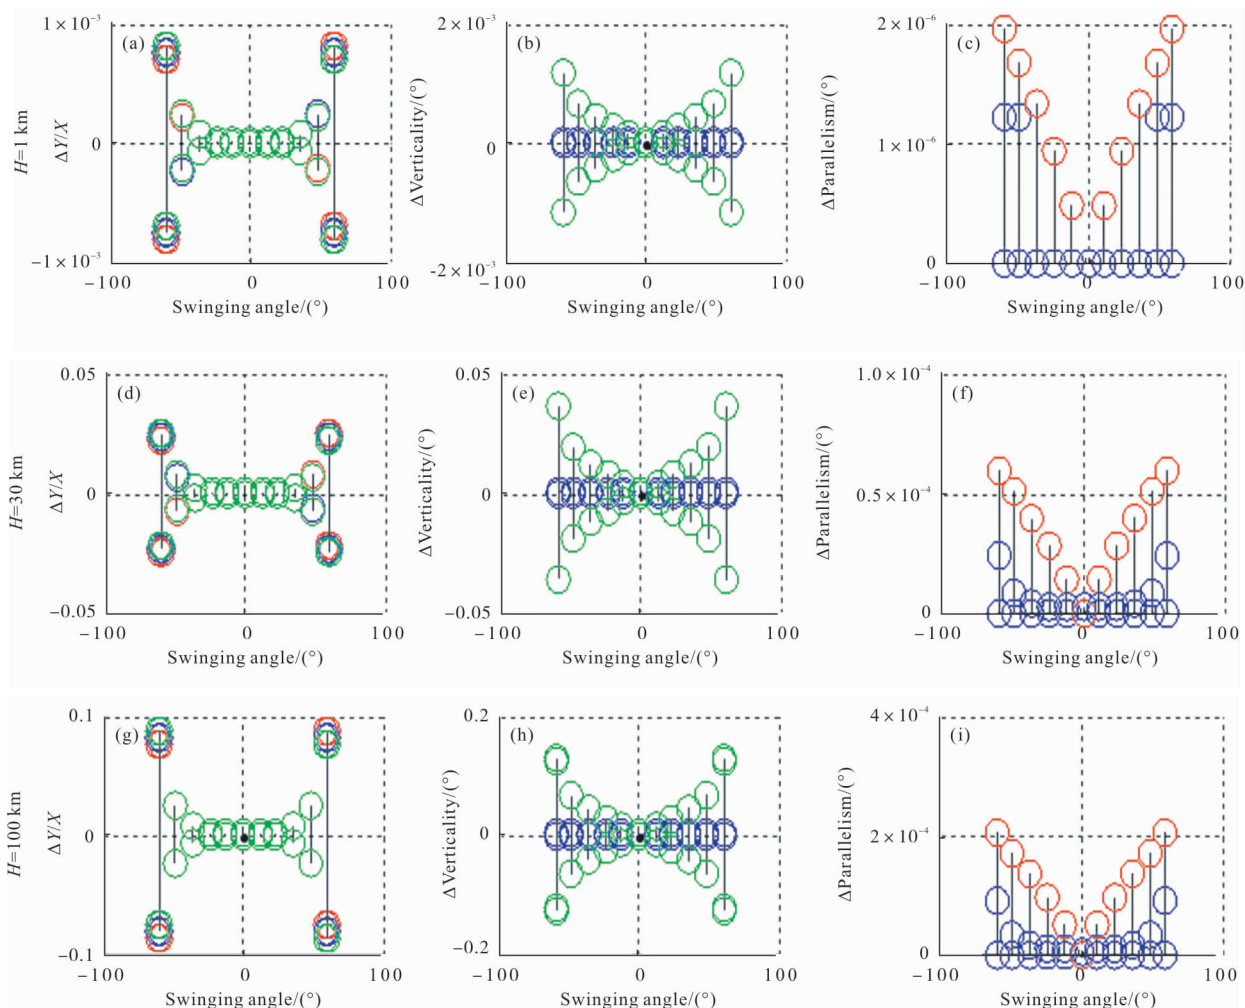 1×10⁻³
(a)
0
−1×10⁻³
−100
0
100
ΔY/X
H=1 km
Swinging angle/(°)
2×10⁻³
(b)
0
−2×10⁻³
−100
0
100
ΔVerticality/(°)
Swinging angle/(°)
2×10⁻⁶
(c)
1×10⁻⁶
0
−100
0
100
ΔParallelism/(°)
Swinging angle/(°)
0.05
(d)
0
−0.05
−100
0
100
ΔY/X
H=30 km
Swinging angle/(°)
0.05
(e)
0
−0.05
−100
0
100
ΔVerticality/(°)
Swinging angle/(°)
1.0×10⁻⁴
(f)
0.5×10⁻⁴
0
−100
0
100
ΔParallelism/(°)
Swinging angle/(°)
0.1
(g)
0
−0.1
−100
0
100
ΔY/X
H=100 km
Swinging angle/(°)
0.2
(h)
0
−0.2
−100
0
100
ΔVerticality/(°)
Swinging angle/(°)
4×10⁻⁴
(i)
2×10⁻⁴
0
−100
0
100
ΔParallelism/(°)
Swinging angle/(°)